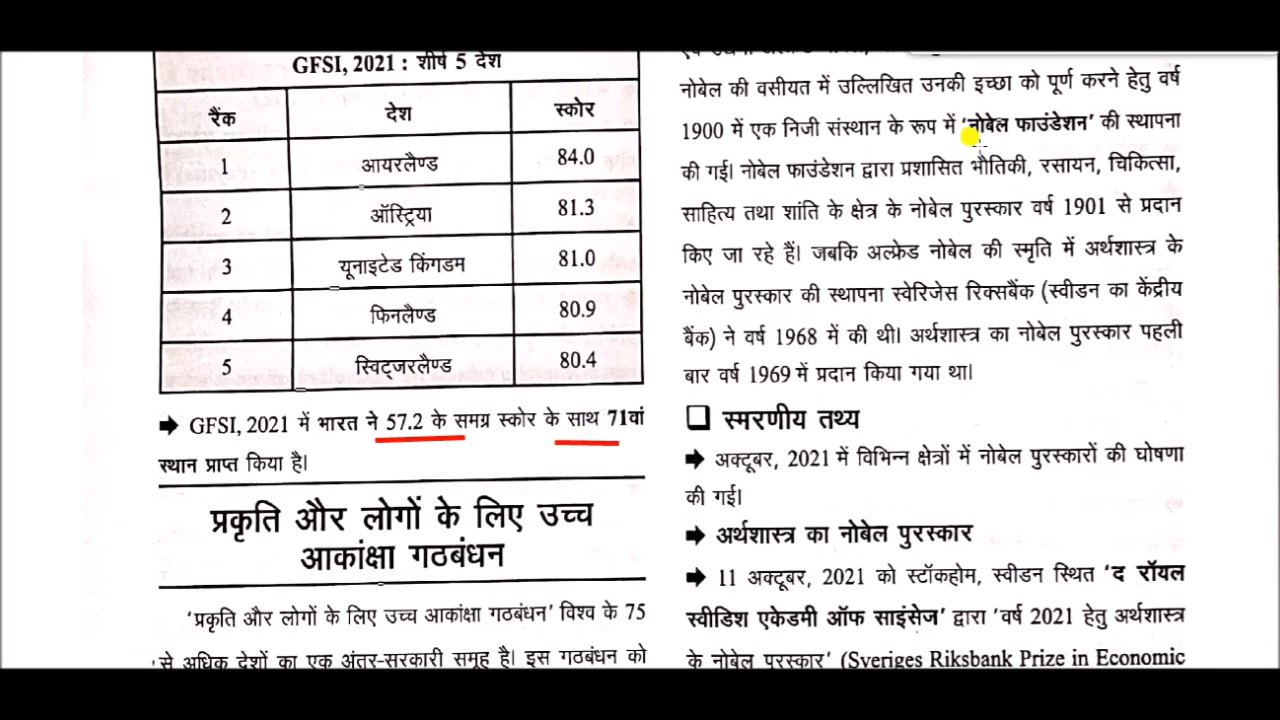 GFSI, 2021 : शीर्ष 5 देश
रैंक देश स्कोर
1 आयरलैण्ड 84.0
2 ऑस्ट्रिया 81.3
3 यूनाइटेड किंगडम 81.0
4 फिनलैण्ड 80.9
5 स्विट्जरलैण्ड 80.4
➡ GFSI, 2021 में भारत ने 57.2 के समग्र स्कोर के साथ 71वां
स्थान प्राप्त किया है।
प्रकृति और लोगों के लिए उच्च
आकांक्षा गठबंधन
'प्रकृति और लोगों के लिए उच्च आकांक्षा गठबंधन' विश्व के 75
से अधिक देशों का एक अंतर-सरकारी समूह है। इस गठबंधन को
नोबेल की वसीयत में उल्लिखित उनकी इच्छा को पूर्ण करने हेतु वर्ष
1900 में एक निजी संस्थान के रूप में 'नोबेल फाउंडेशन' की स्थापना
की गई। नोबेल फाउंडेशन द्वारा प्रशासित भौतिकी, रसायन, चिकित्सा,
साहित्य तथा शांति के क्षेत्र के नोबेल पुरस्कार वर्ष 1901 से प्रदान
किए जा रहे हैं। जबकि अल्फ्रेड नोबेल की स्मृति में अर्थशास्त्र के
नोबेल पुरस्कार की स्थापना स्वेरिजेस रिक्सबैंक (स्वीडन का केंद्रीय
बैंक) ने वर्ष 1968 में की थी। अर्थशास्त्र का नोबेल पुरस्कार पहली
बार वर्ष 1969 में प्रदान किया गया था।
❑ स्मरणीय तथ्य
➡ अक्टूबर, 2021 में विभिन्न क्षेत्रों में नोबेल पुरस्कारों की घोषणा
की गई।
➡ अर्थशास्त्र का नोबेल पुरस्कार
➡ 11 अक्टूबर, 2021 को स्टॉकहोम, स्वीडन स्थित 'द रॉयल
स्वीडिश एकेडमी ऑफ साइंसेज' द्वारा 'वर्ष 2021 हेतु अर्थशास्त्र
के नोबेल पुरस्कार' (Sveriges Riksbank Prize in Economic